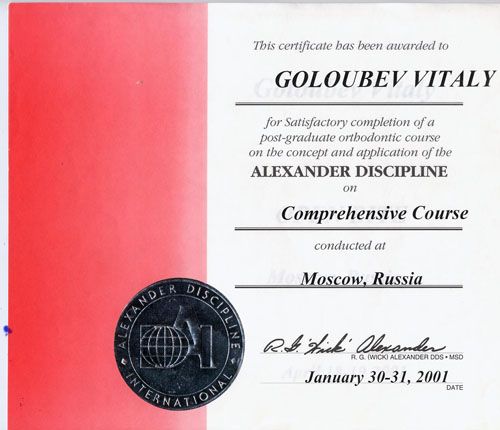 This certificate has been awarded to
GOLOUBEV VITALY
for Satisfactory completion of a
post-graduate orthodontic course
on the concept and application of the
ALEXANDER DISCIPLINE
on
Comprehensive Course
conducted at
Moscow, Russia
R. G "Wick" Alexander
R. G. (WICK) ALEXANDER DDS • MSD
January 30-31, 2001
DATE
ALEXANDER DISCIPLINE
INTERNATIONAL